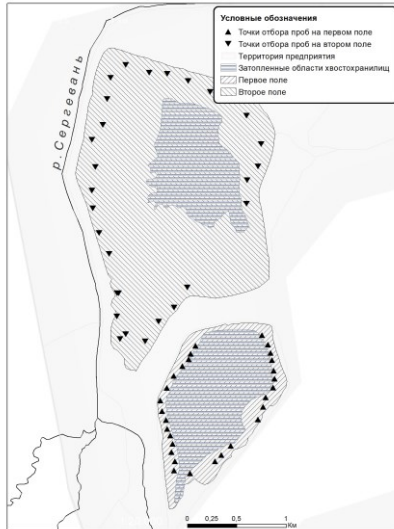 Условные обозначения
Точки отбора проб на первом поле
Точки отбора проб на втором поле
Территория предприятия
Затопленные области хвостохранилищ
Первое поле
Второе поле
р. Сергевань
0 0,25 0,5 1
Км